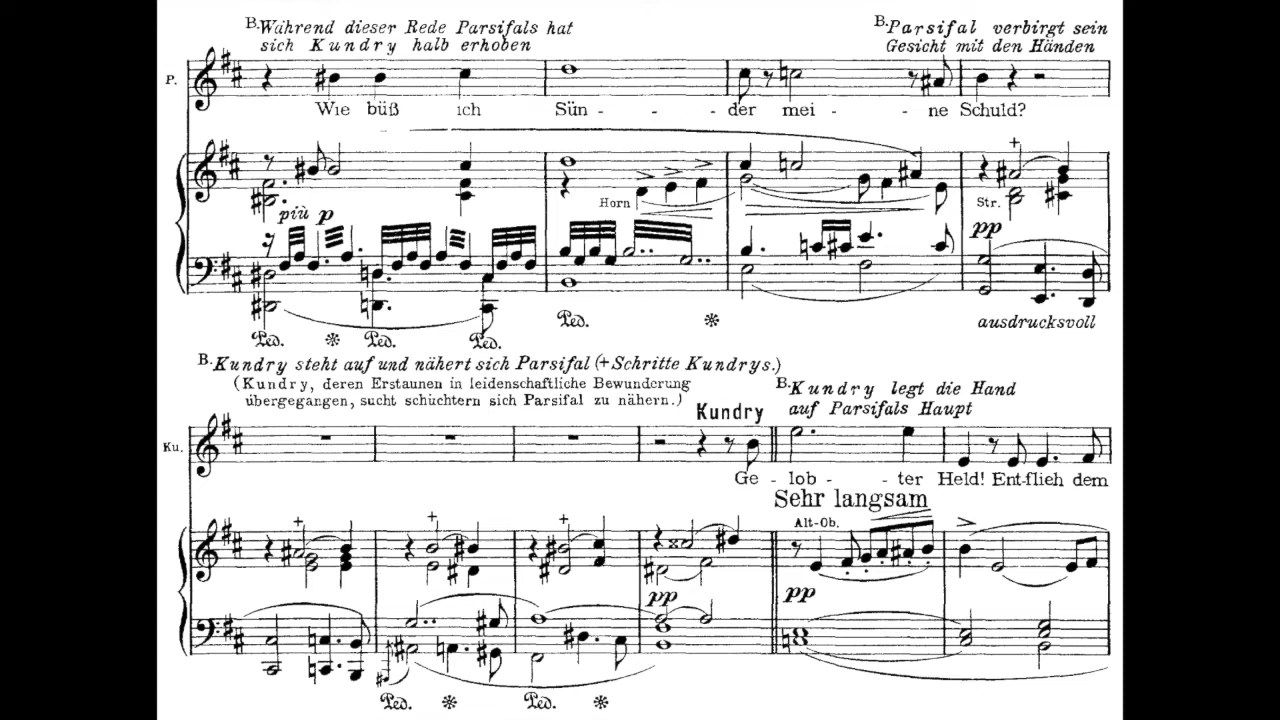 B. Während dieser Rede Parsifals hat
sich Kundry halb erhoben
B. Parsifal verbirgt sein
Gesicht mit den Händen
P.
Wie büß ich Sün - - - der mei - - ne Schuld?
più p
Horn
Str.
pp
Ped. Ped. Ped. Ped.
ausdrucksvoll
B. Kundry steht auf und nähert sich Parsifal (+ Schritte Kundrys.)
(Kundry, deren Erstaunen in leidenschaftliche Bewunderung
übergegangen, sucht schüchtern sich Parsifal zu nähern.)
B. Kundry legt die Hand
auf Parsifals Haupt
Kundry
Ku.
Ge - lob - - ter Held! Ent-flieh dem
Sehr langsam
Alt-Ob.
pp pp
Ped. Ped.